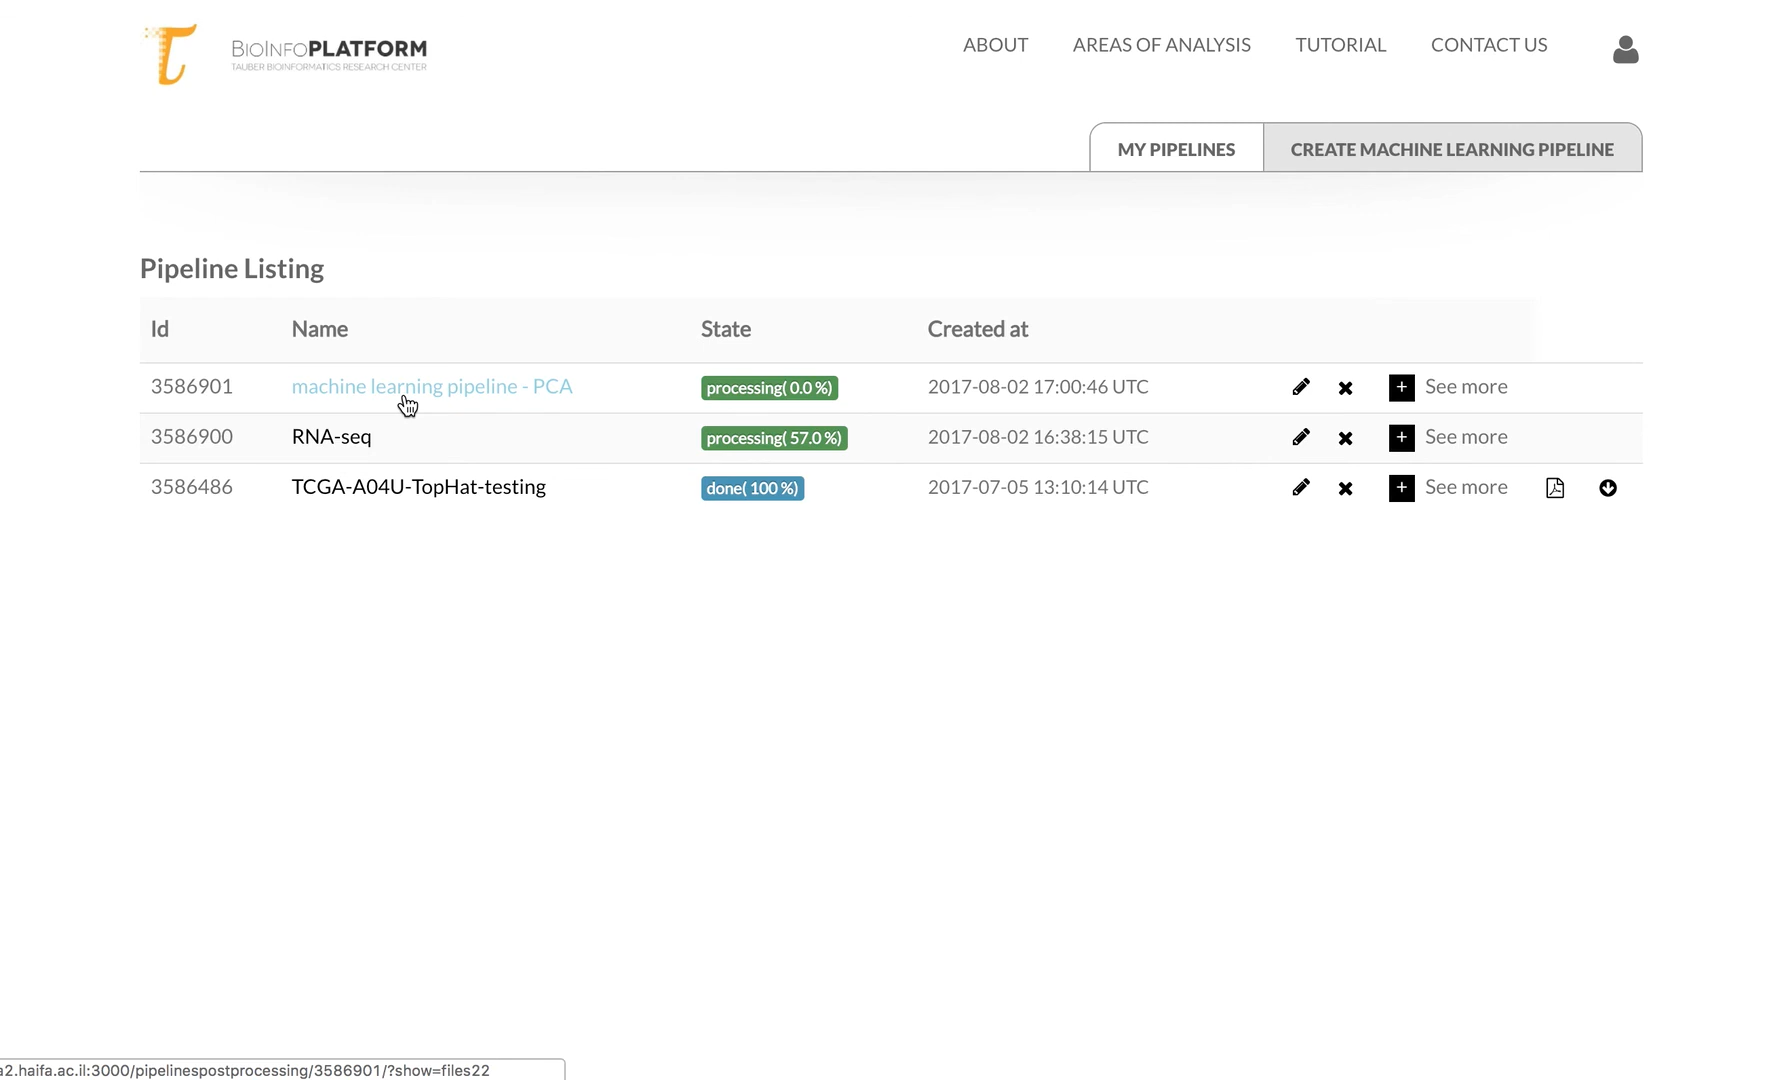 BIOINFOPLATFORM
TAUBER BIOINFORMATICS RESEARCH CENTER
ABOUT AREAS OF ANALYSIS TUTORIAL CONTACT US
MY PIPELINES CREATE MACHINE LEARNING PIPELINE
Pipeline Listing
Id Name State Created at
3586901 machine learning pipeline - PCA processing( 0.0 %) 2017-08-02 17:00:46 UTC + See more
3586900 RNA-seq processing( 57.0 %) 2017-08-02 16:38:15 UTC + See more
3586486 TCGA-A04U-TopHat-testing done( 100 %) 2017-07-05 13:10:14 UTC + See more
a2.haifa.ac.il:3000/pipelinespostprocessing/3586901/?show=files22